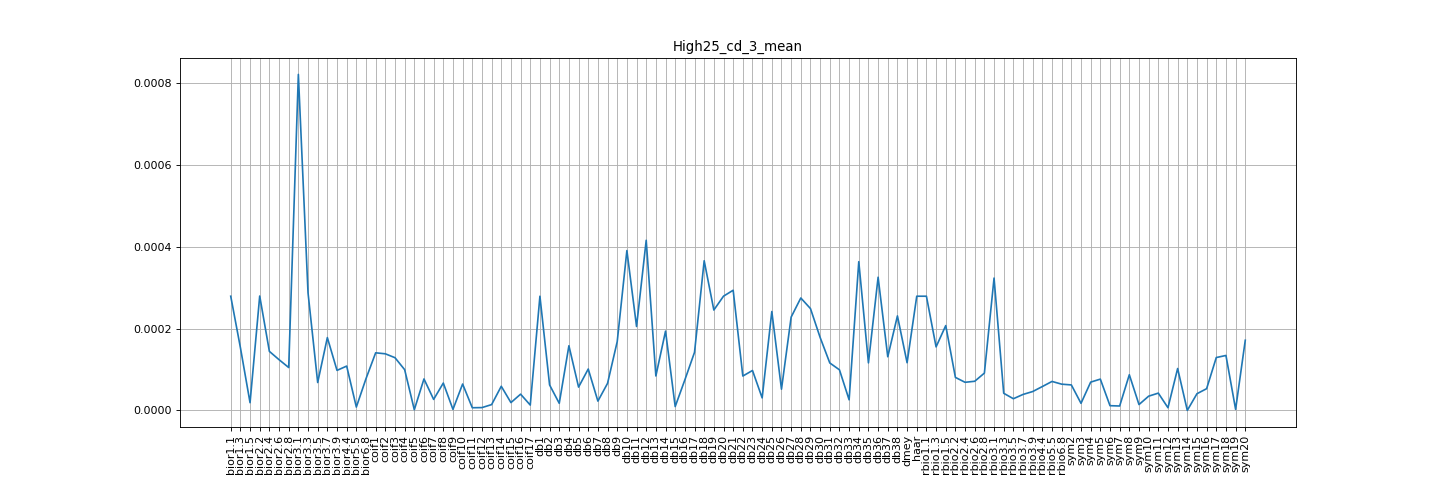 High25_cd_3_mean
0.0008
0.0006
0.0004
0.0002
0.0000
bior1.1
bior1.3
bior1.5
bior2.2
bior2.4
bior2.6
bior2.8
bior3.1
bior3.3
bior3.5
bior3.7
bior3.9
bior4.4
bior5.5
bior6.8
coif1
coif2
coif3
coif4
coif5
coif6
coif7
coif8
coif9
coif10
coif11
coif12
coif13
coif14
coif15
coif16
coif17
db1
db2
db3
db4
db5
db6
db7
db8
db9
db10
db11
db12
db13
db14
db15
db16
db17
db18
db19
db20
db21
db22
db23
db24
db25
db26
db27
db28
db29
db30
db31
db32
db33
db34
db35
db36
db37
db38
dmey
haar
rbio1.1
rbio1.3
rbio1.5
rbio2.2
rbio2.4
rbio2.6
rbio2.8
rbio3.1
rbio3.3
rbio3.5
rbio3.7
rbio3.9
rbio4.4
rbio5.5
rbio6.8
sym2
sym3
sym4
sym5
sym6
sym7
sym8
sym9
sym10
sym11
sym12
sym13
sym14
sym15
sym16
sym17
sym18
sym19
sym20